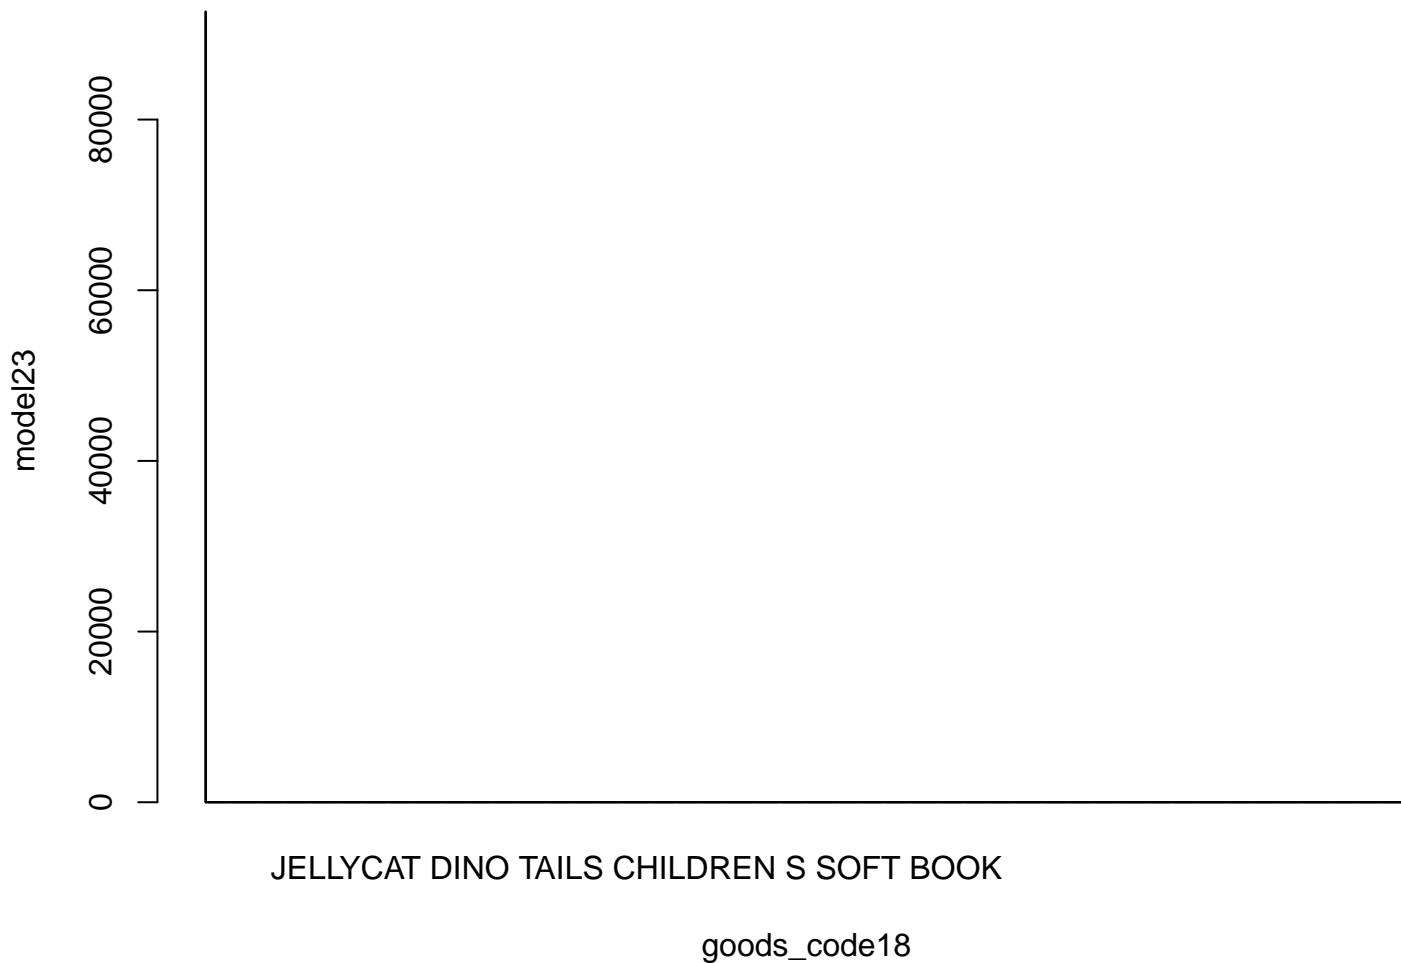 80000
60000
40000
20000
0
model23
JELLYCAT DINO TAILS CHILDREN S SOFT BOOK
goods_code18